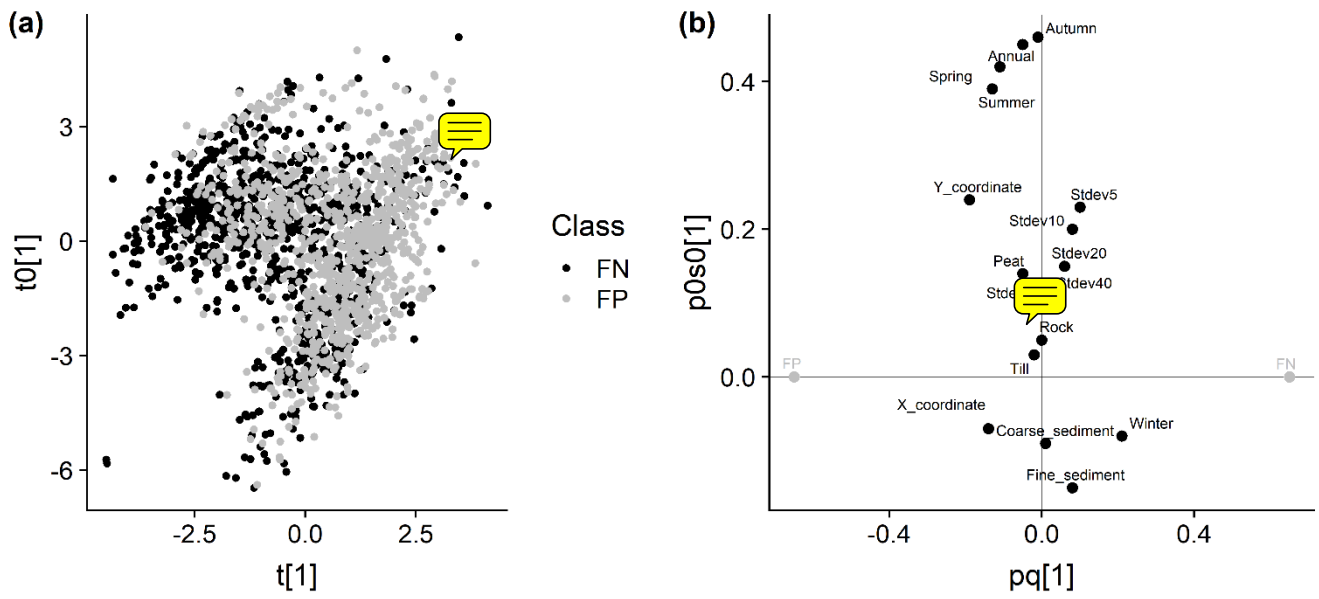 (a)
t0[1]
3
0
-3
-6
-2.5
0.0
2.5
t[1]
Class
FN
FP
(b)
p0s0[1]
0.4
0.2
0.0
-0.4
0.0
0.4
pq[1]
Autumn
Annual
Spring
Summer
Y_coordinate
Stdev5
Stdev10
Stdev20
Peat
Stdev40
Rock
Till
FP
FN
X_coordinate
Coarse_sediment
Winter
Fine_sediment